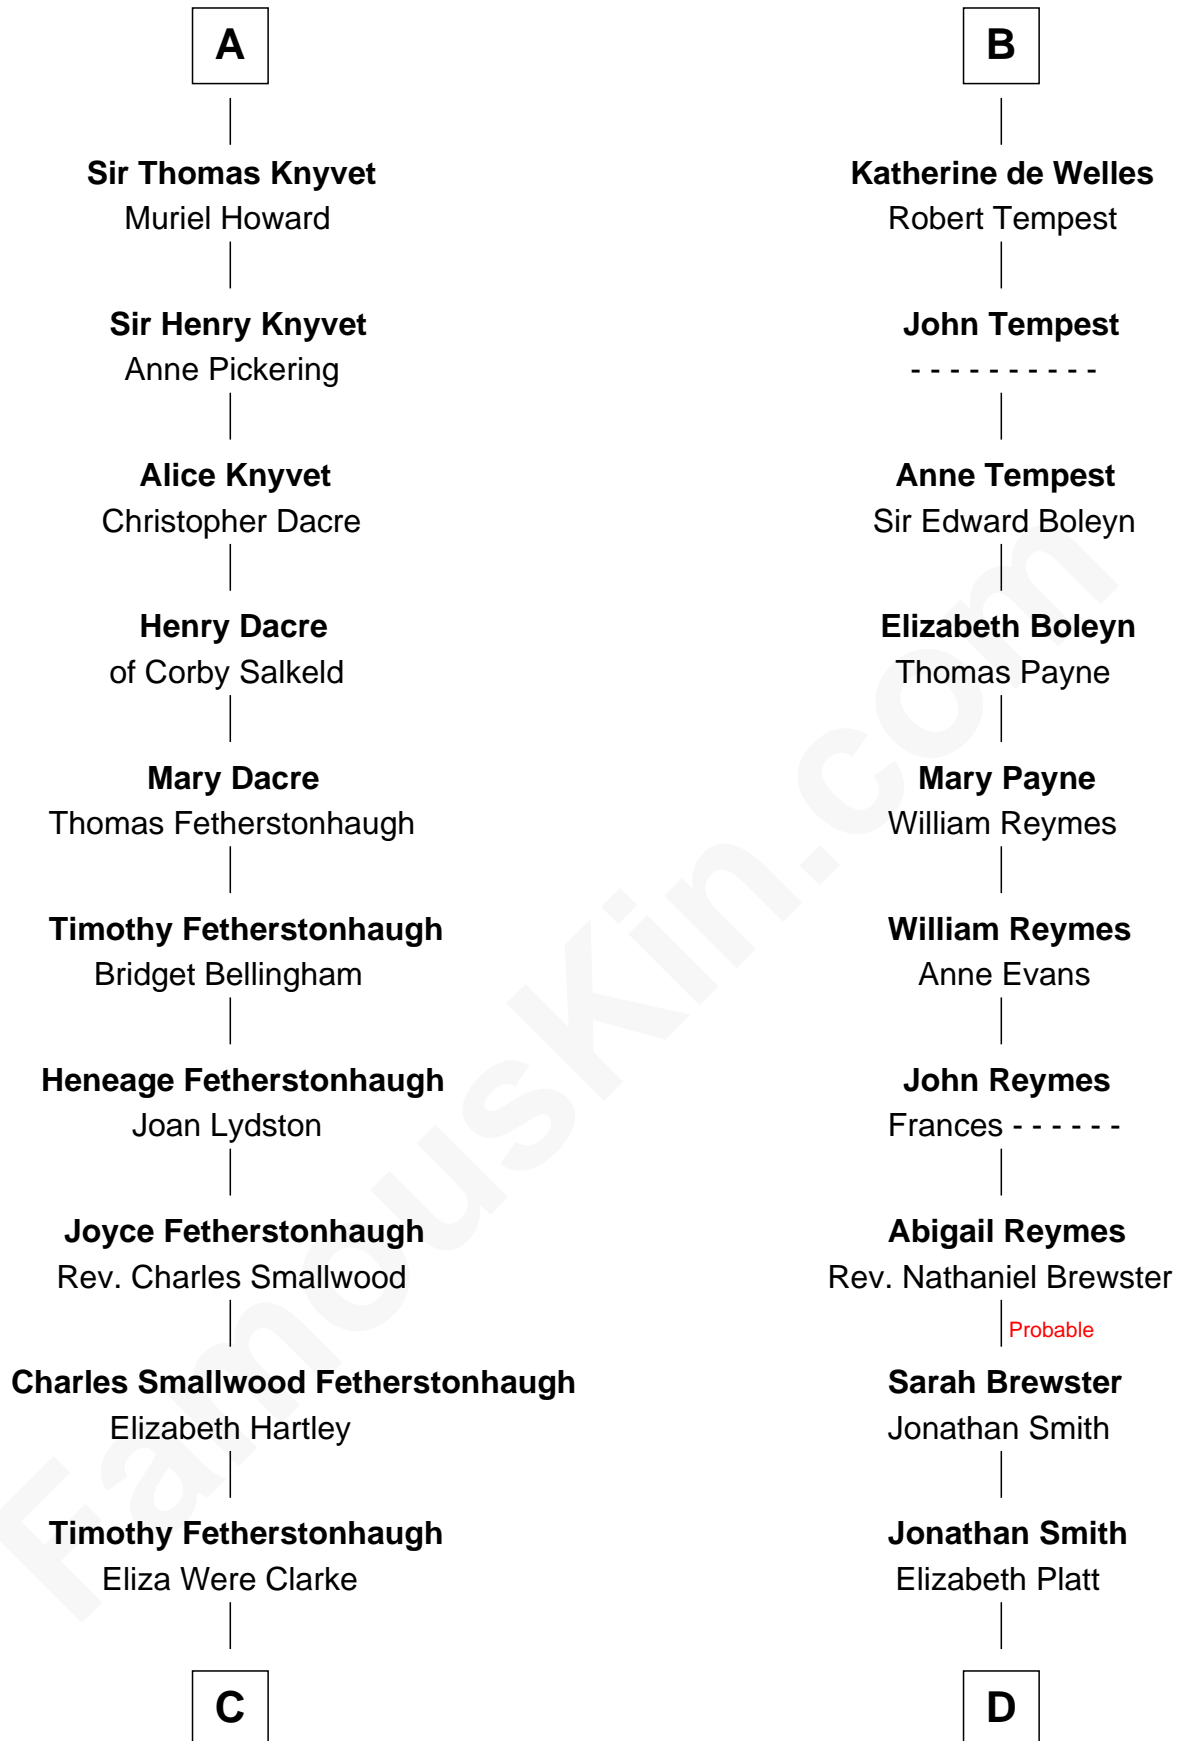 A
Sir Thomas Knyvet
Muriel Howard
Sir Henry Knyvet
Anne Pickering
Alice Knyvet
Christopher Dacre
Henry Dacre
of Corby Salkeld
Mary Dacre
Thomas Fetherstonhaugh
Timothy Fetherstonhaugh
Bridget Bellingham
Heneage Fetherstonhaugh
Joan Lydston
Joyce Fetherstonhaugh
Rev. Charles Smallwood
Charles Smallwood Fetherstonhaugh
Elizabeth Hartley
Timothy Fetherstonhaugh
Eliza Were Clarke
C
B
Katherine de Welles
Robert Tempest
John Tempest
- - - - - - - - - -
Anne Tempest
Sir Edward Boleyn
Elizabeth Boleyn
Thomas Payne
Mary Payne
William Reymes
William Reymes
Anne Evans
John Reymes
Frances - - - - - -
Abigail Reymes
Rev. Nathaniel Brewster
Probable
Sarah Brewster
Jonathan Smith
Jonathan Smith
Elizabeth Platt
D
FamousKin.com